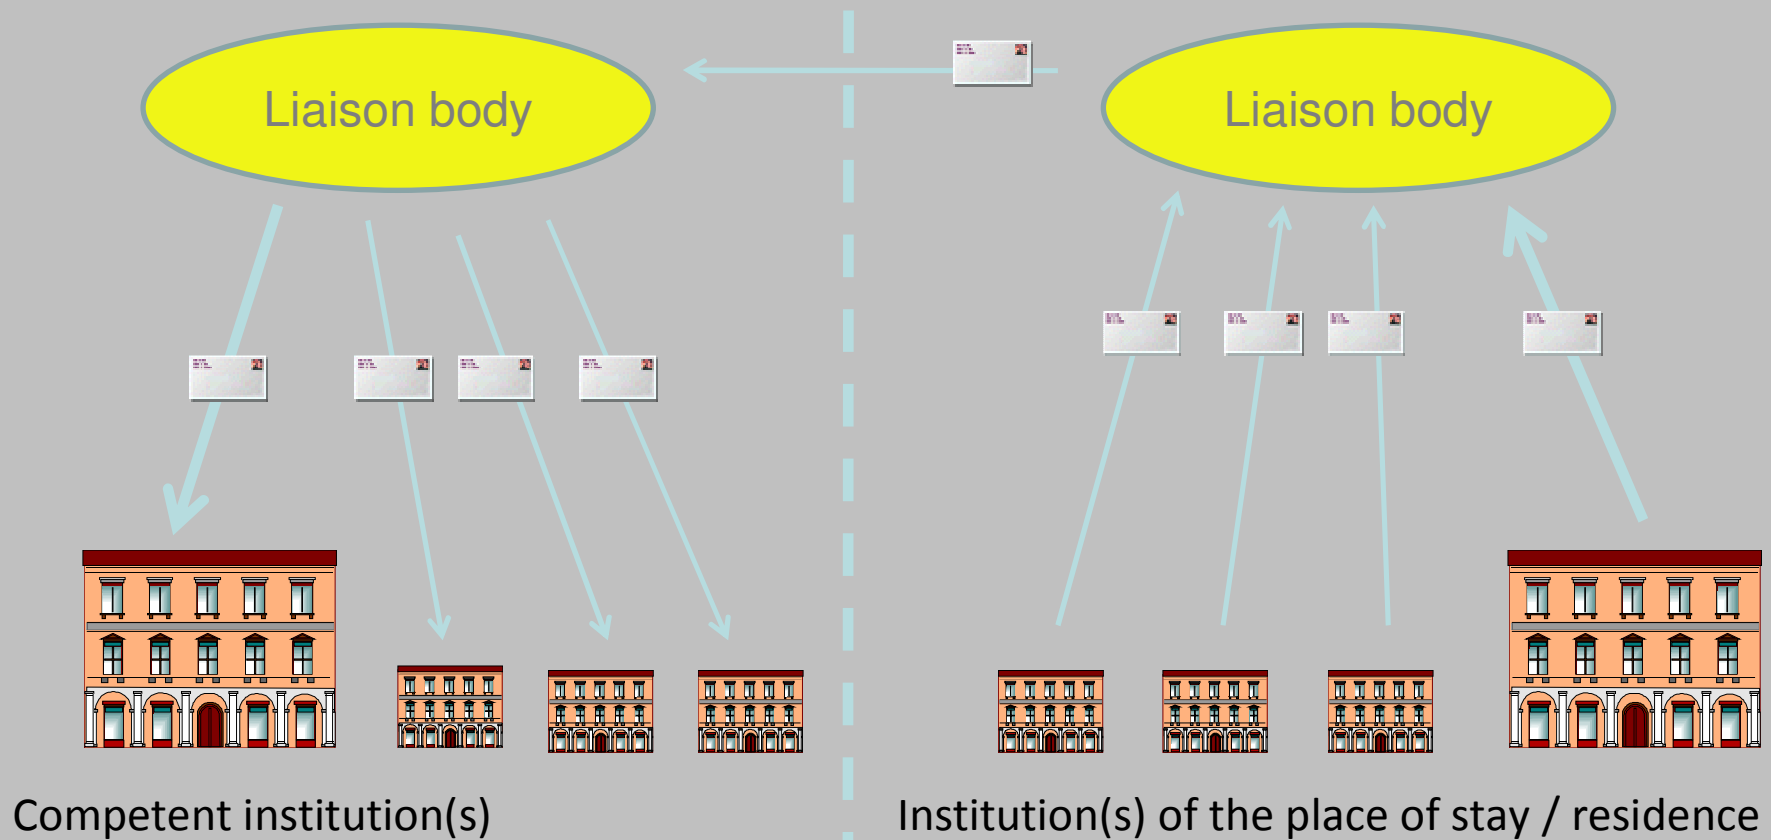 Liaison body
Liaison body
Competent institution(s)
Institution(s) of the place of stay / residence